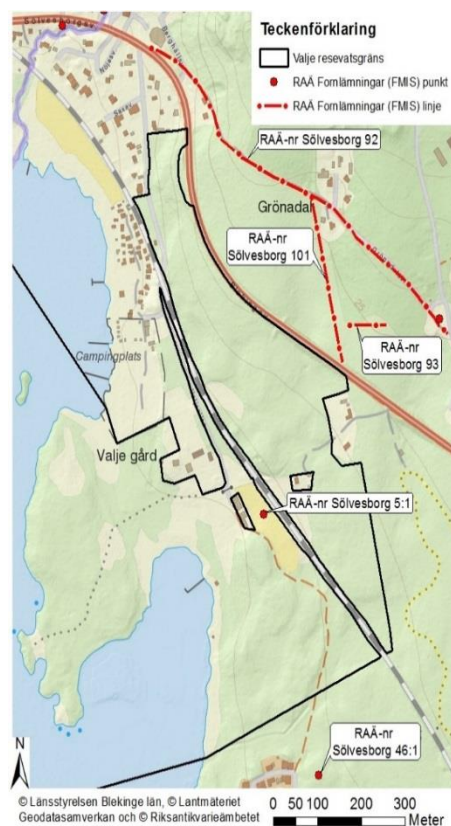 Teckenförklaring
Valje resevatsgräns
RAÄ Fornlämningar (FMIS) punkt
RAÄ Fornlämningar (FMIS) linje
RAÄ-nr
Sölvesborg 92
Grönadar
RAÄ-nr
Sölvesborg 101
RAÄ-nr
Sölvesborg 93
Campingplats
Valje gård
RAÄ-nr Sölvesborg 5:1
RAÄ-nr
Sölvesborg 46:1
N
© Länsstyrelsen Blekinge län, © Lantmäteriet
Geodatasamverkan och © Riksantikvarieämbetet
0 50 100 200 300
Meter